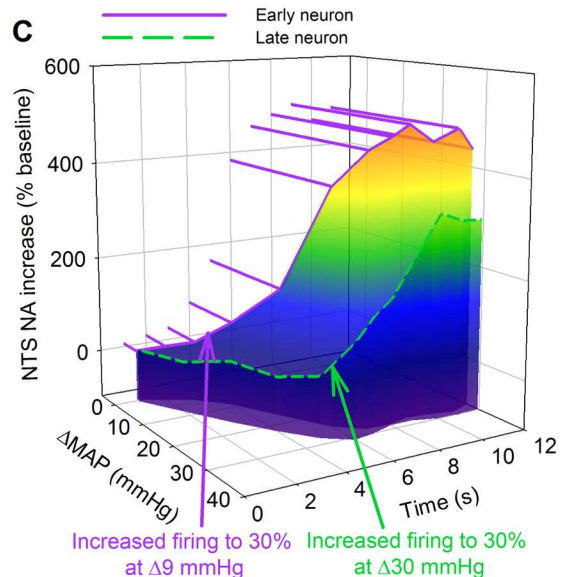 C
Early neuron
Late neuron
NTS NA increase (% baseline)
600
400
200
0
0
10
20
30
40
ΔMAP (mmHg)
0
2
4
6
8
10
12
Time (s)
Increased firing to 30%
at Δ9 mmHg
Increased firing to 30%
at Δ30 mmHg